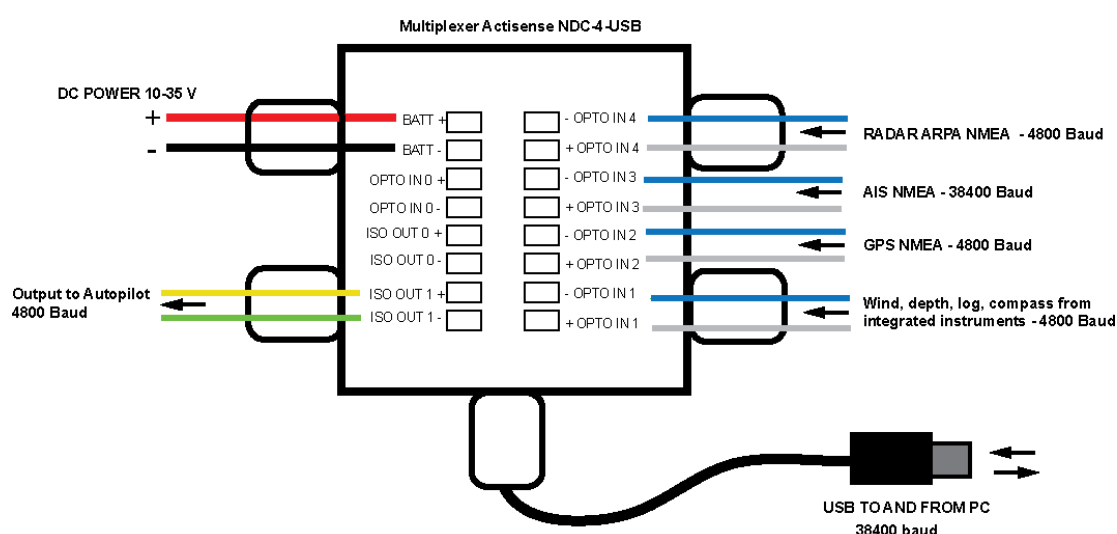 Multiplexer Actisense NDC-4-USB
DC POWER 10-35 V
+
-
BATT +
BATT -
OPTO IN 0 +
OPTO IN 0 -
ISO OUT 0 +
ISO OUT 0 -
ISO OUT 1 +
ISO OUT 1 -
Output to Autopilot
4800 Baud
- OPTO IN 4
+ OPTO IN 4
- OPTO IN 3
+ OPTO IN 3
- OPTO IN 2
+ OPTO IN 2
- OPTO IN 1
+ OPTO IN 1
RADAR ARPA NMEA - 4800 Baud
AIS NMEA - 38400 Baud
GPS NMEA - 4800 Baud
Wind, depth, log, compass from
integrated instruments - 4800 Baud
USB TO AND FROM PC
38400 baud